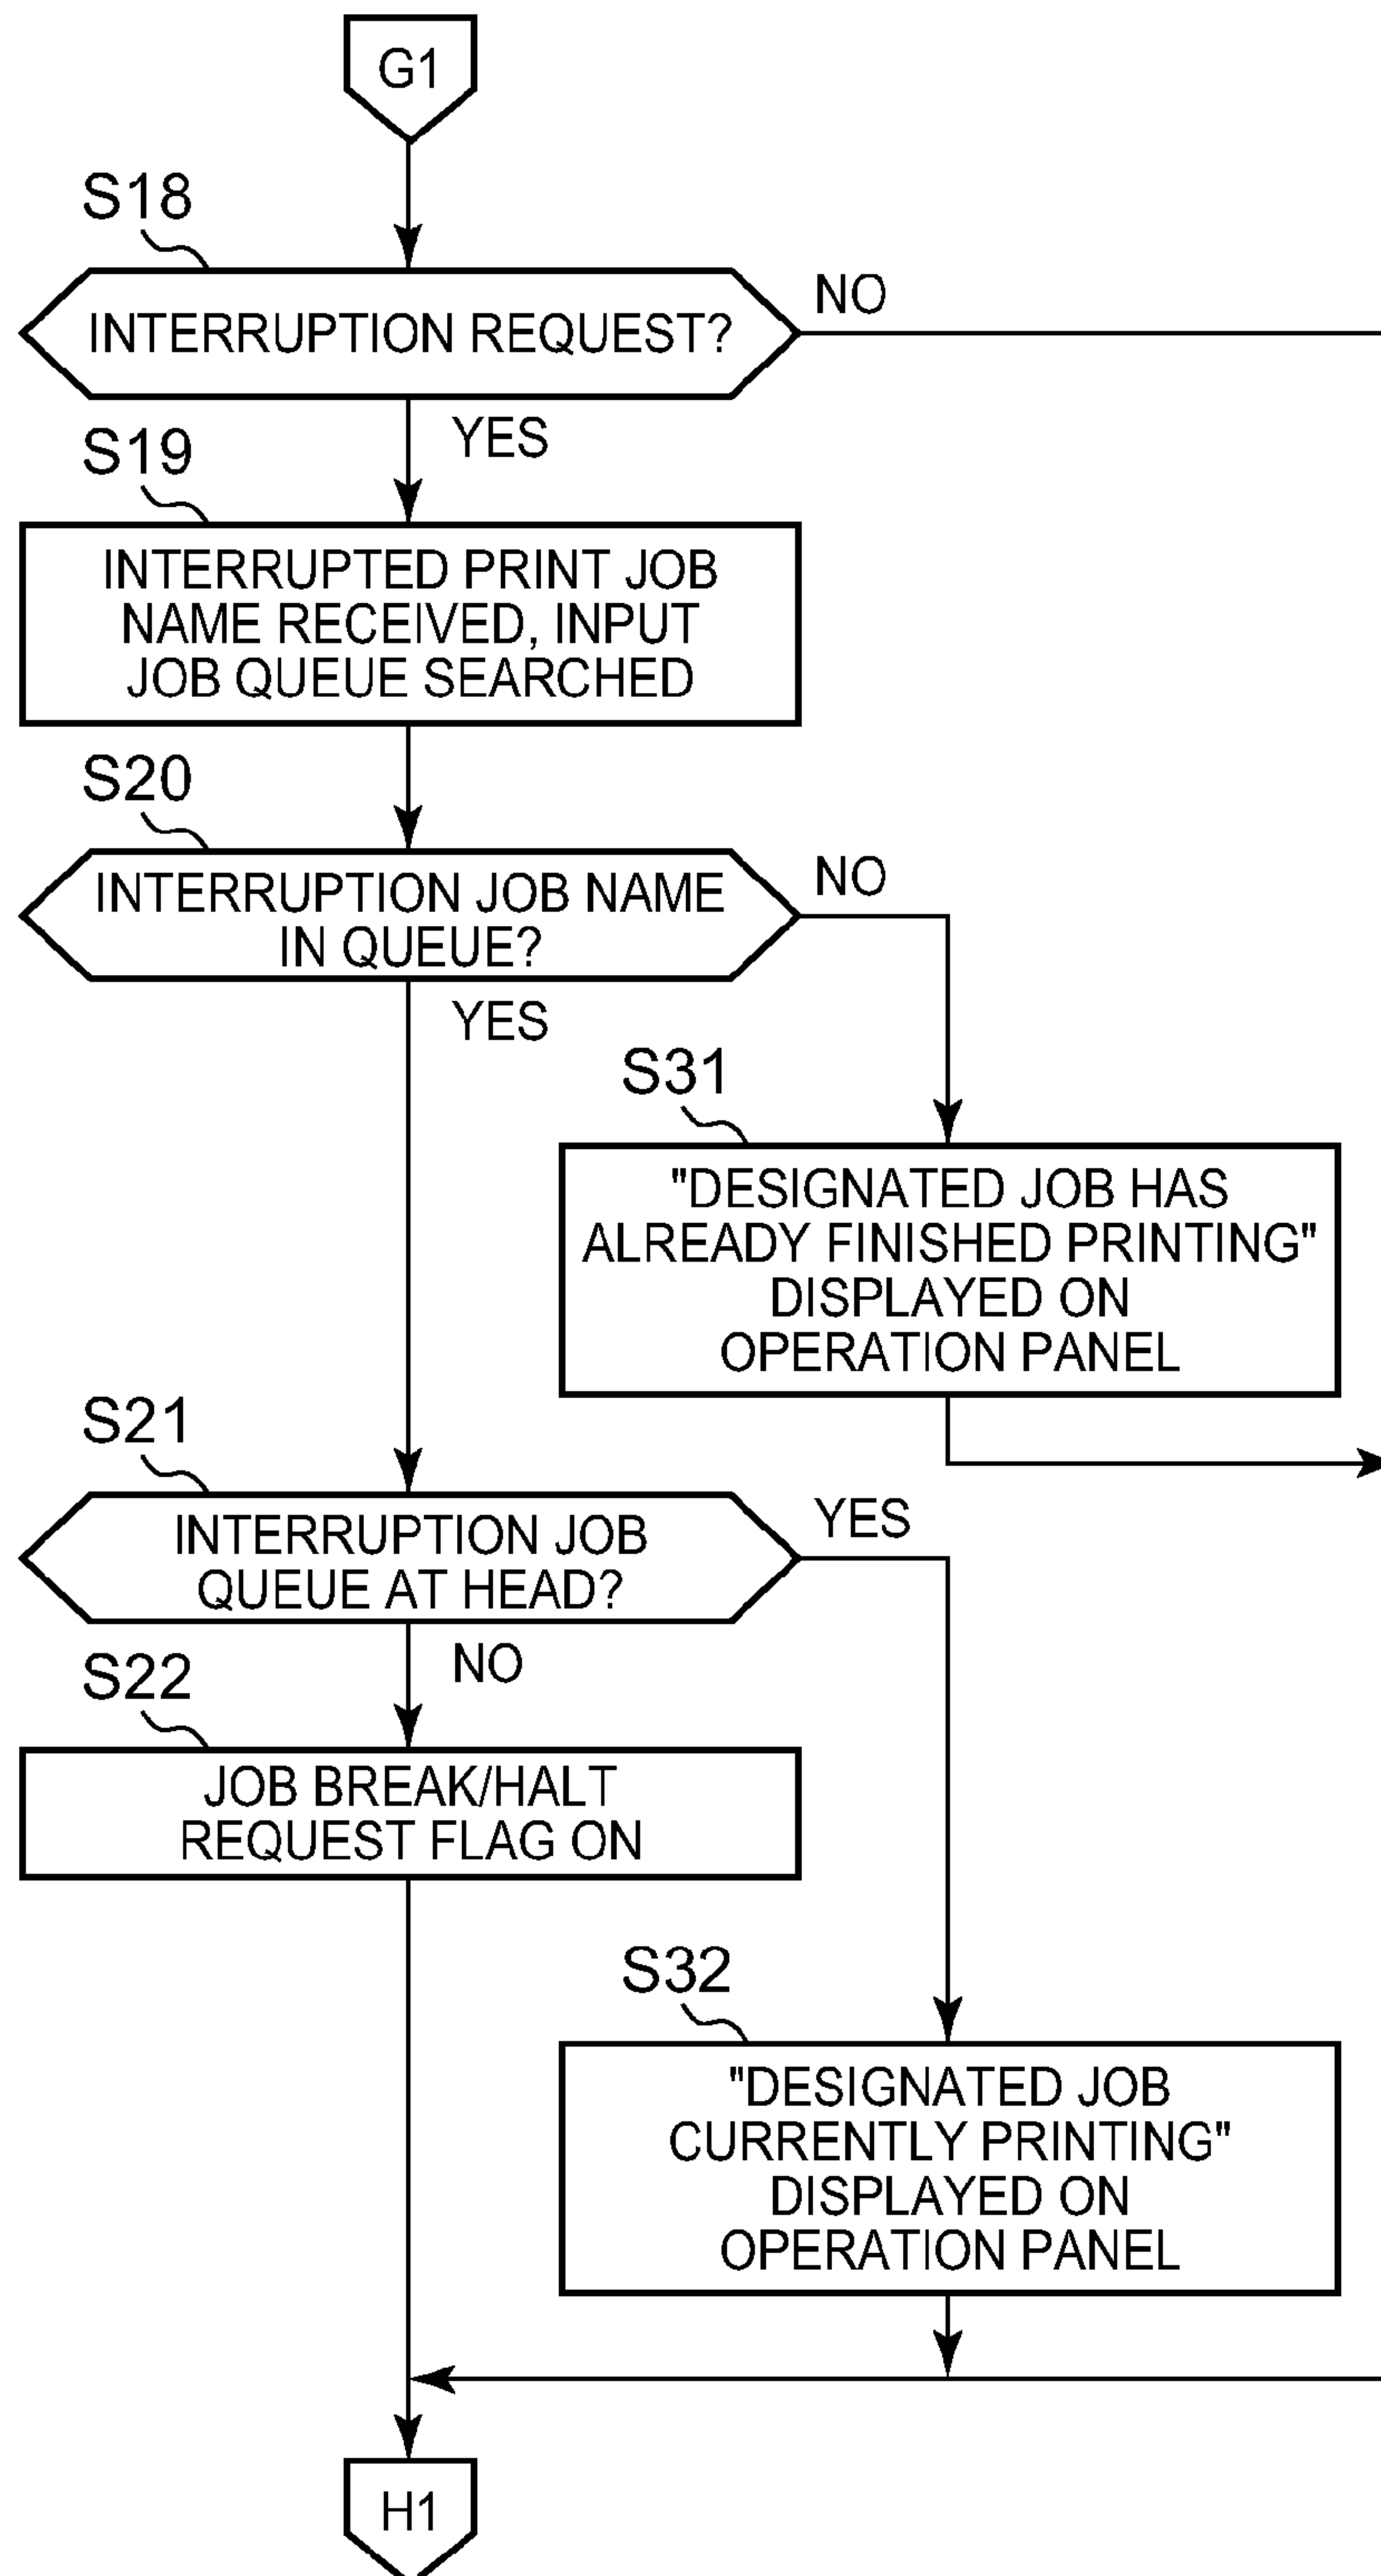 G1
S18
INTERRUPTION REQUEST?
NO
YES
S19
INTERRUPTED PRINT JOB
NAME RECEIVED, INPUT
JOB QUEUE SEARCHED
S20
INTERRUPTION JOB NAME
IN QUEUE?
NO
YES
S31
"DESIGNATED JOB HAS
ALREADY FINISHED PRINTING"
DISPLAYED ON
OPERATION PANEL
S21
INTERRUPTION JOB
QUEUE AT HEAD?
YES
NO
S22
JOB BREAK/HALT
REQUEST FLAG ON
S32
"DESIGNATED JOB
CURRENTLY PRINTING"
DISPLAYED ON
OPERATION PANEL
H1